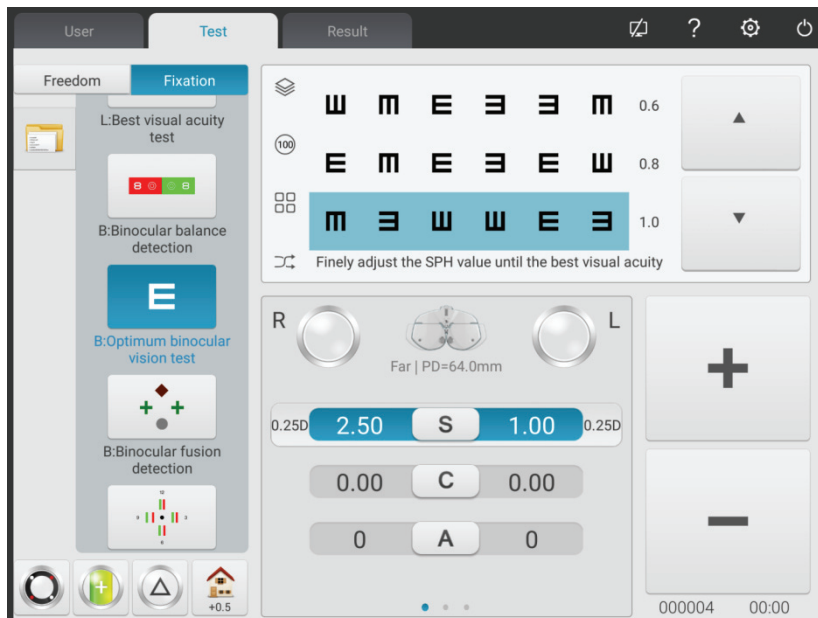 User
Test
Result
?
Freedom
Fixation
L:Best visual acuity
test
B:Binocular balance
detection
B:Optimum binocular
vision test
B:Binocular fusion
detection
+0.5
100
E 0.6
0.8
1.0
Finely adjust the SPH value until the best visual acuity
R
L
Far | PD=64.0mm
0.25D 2.50 S 1.00 0.25D
0.00 C 0.00
0 A 0
+
−
000004 00:00